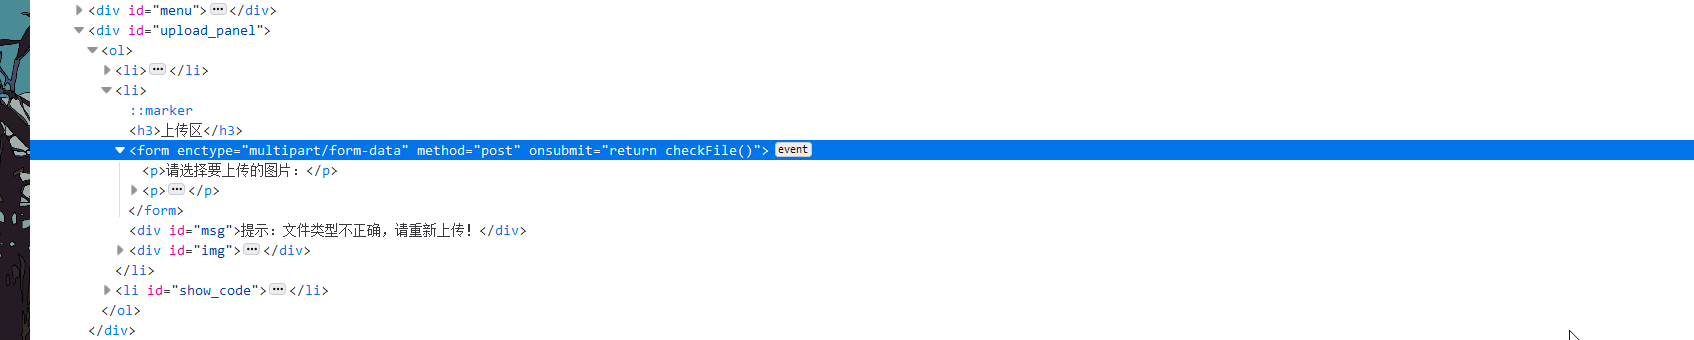 <div id="menu"> ••• </div>
<div id="upload_panel">
<ol>
<li> ••• </li>
<li>
::marker
<h3>上传区</h3>
<form enctype="multipart/form-data" method="post" onsubmit="return checkFile()"> event
<p>请选择要上传的图片：</p>
<p> ••• </p>
</form>
<div id="msg">提示：文件类型不正确，请重新上传！</div>
<div id="img"> ••• </div>
</li>
<li id="show_code"> ••• </li>
</ol>
</div>